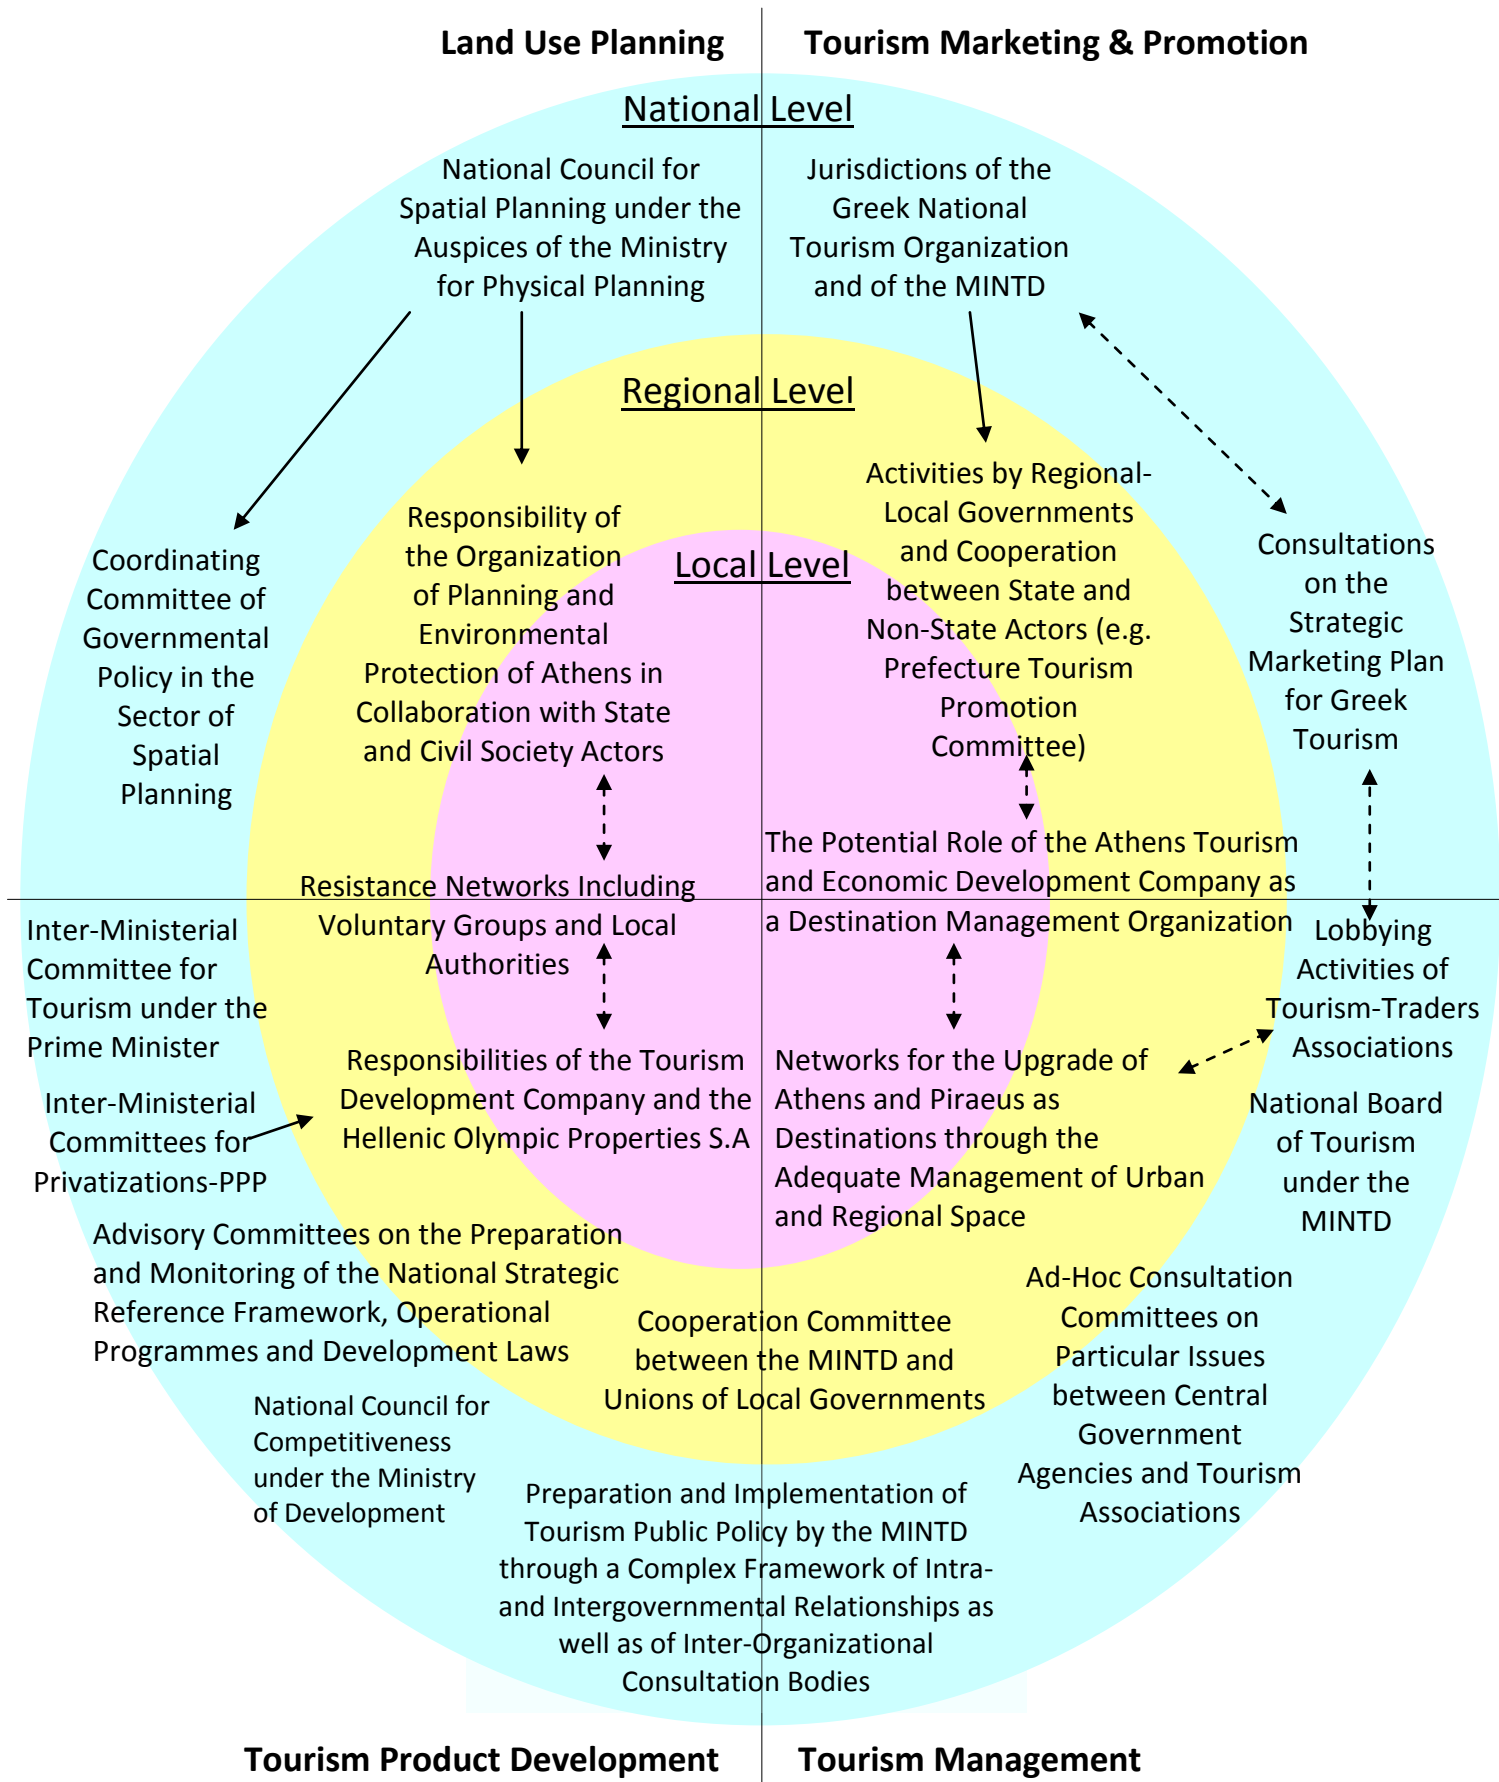 Land Use Planning
Tourism Marketing & Promotion
National Level
National Council for
Spatial Planning under the
Auspices of the Ministry
for Physical Planning
Jurisdictions of the
Greek National
Tourism Organization
and of the MINTD
Regional Level
Coordinating
Committee of
Governmental
Policy in the
Sector of
Spatial
Planning
Responsibility of
the Organization
of Planning and
Environmental
Protection of Athens in
Collaboration with State
and Civil Society Actors
Local Level
Activities by Regional-
Local Governments
and Cooperation
between State and
Non-State Actors (e.g.
Prefecture Tourism
Promotion
Committee)
Consultations
on the
Strategic
Marketing Plan
for Greek
Tourism
Resistance Networks Including
Voluntary Groups and Local
Authorities
The Potential Role of the Athens Tourism
and Economic Development Company as
a Destination Management Organization
Inter-Ministerial
Committee for
Tourism under the
Prime Minister
Lobbying
Activities of
Tourism-Traders
Associations
Inter-Ministerial
Committees for
Privatizations-PPP
Responsibilities of the Tourism
Development Company and the
Hellenic Olympic Properties S.A
Networks for the Upgrade of
Athens and Piraeus as
Destinations through the
Adequate Management of Urban
and Regional Space
National Board
of Tourism
under the
MINTD
Advisory Committees on the Preparation
and Monitoring of the National Strategic
Reference Framework, Operational
Programmes and Development Laws
Cooperation Committee
between the MINTD and
Unions of Local Governments
Ad-Hoc Consultation
Committees on
Particular Issues
between Central
Government
Agencies and Tourism
Associations
National Council for
Competitiveness
under the Ministry
of Development
Preparation and Implementation of
Tourism Public Policy by the MINTD
through a Complex Framework of Intra-
and Intergovernmental Relationships as
well as of Inter-Organizational
Consultation Bodies
Tourism Product Development
Tourism Management